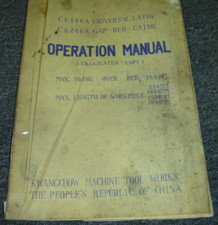 C6146A UNIVERSAL LATHE
C6246A GAP BED LATHE
OPERATION MANUAL
(TRANSLATED COPY)
MAX. SWING OVER BED
MAX. LENGTH OF WORKPIECE
KWANGCHOW MACHINE TOOL WORKS
THE PEOPLE'S REPUBLIC OF CHINA